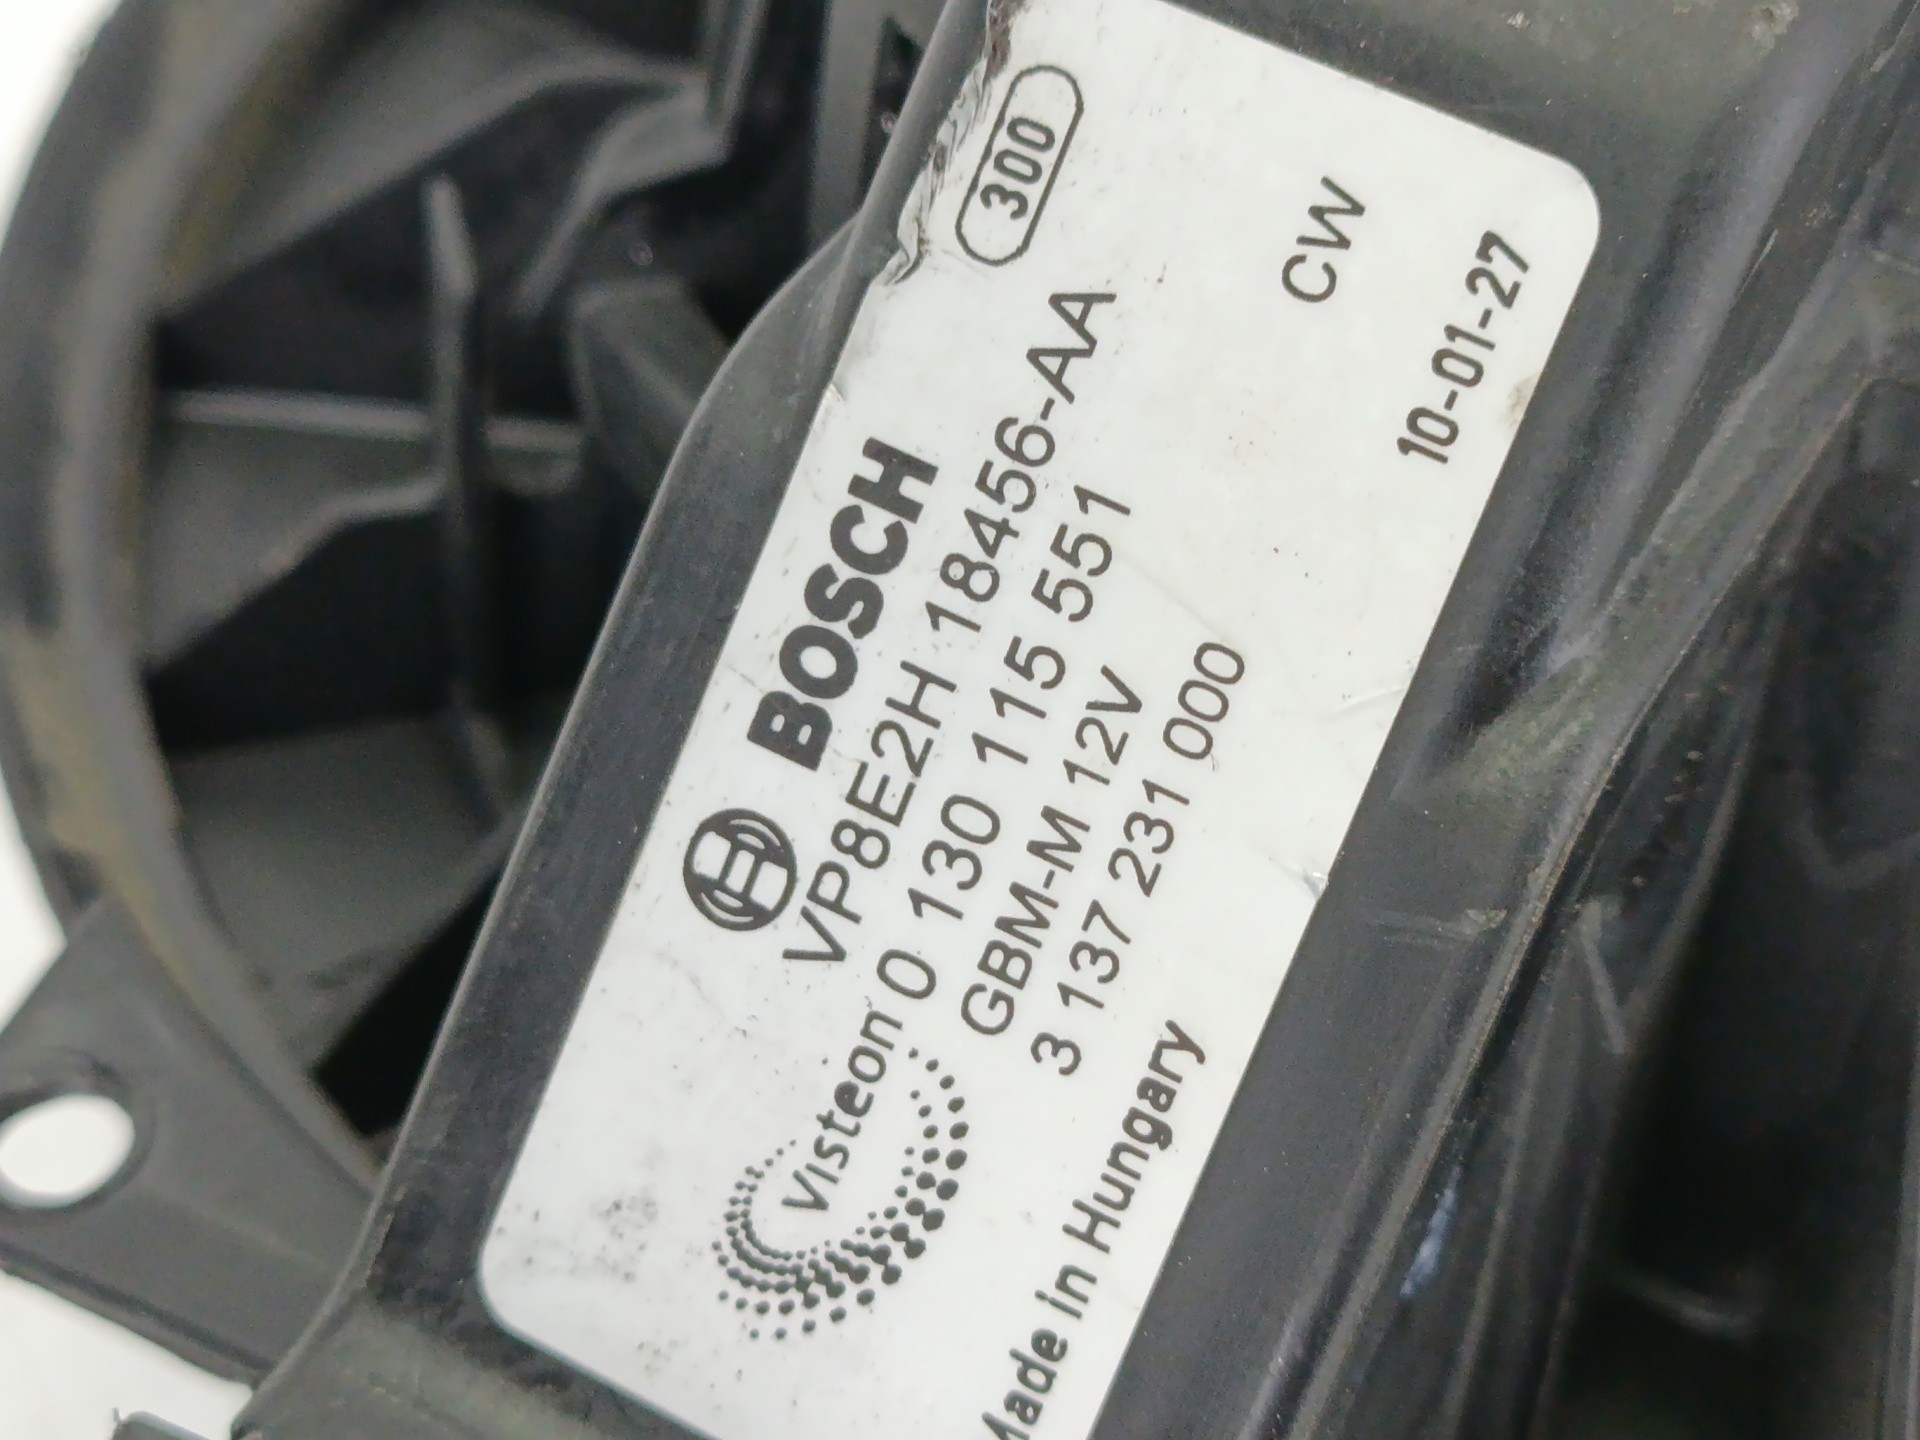 300
BOSCH
VP8E2H 18456-AA
CW
Visteon 0 130 115 551
GBM-M 12V
3 137 231 000
10-01-27
Made in Hungary